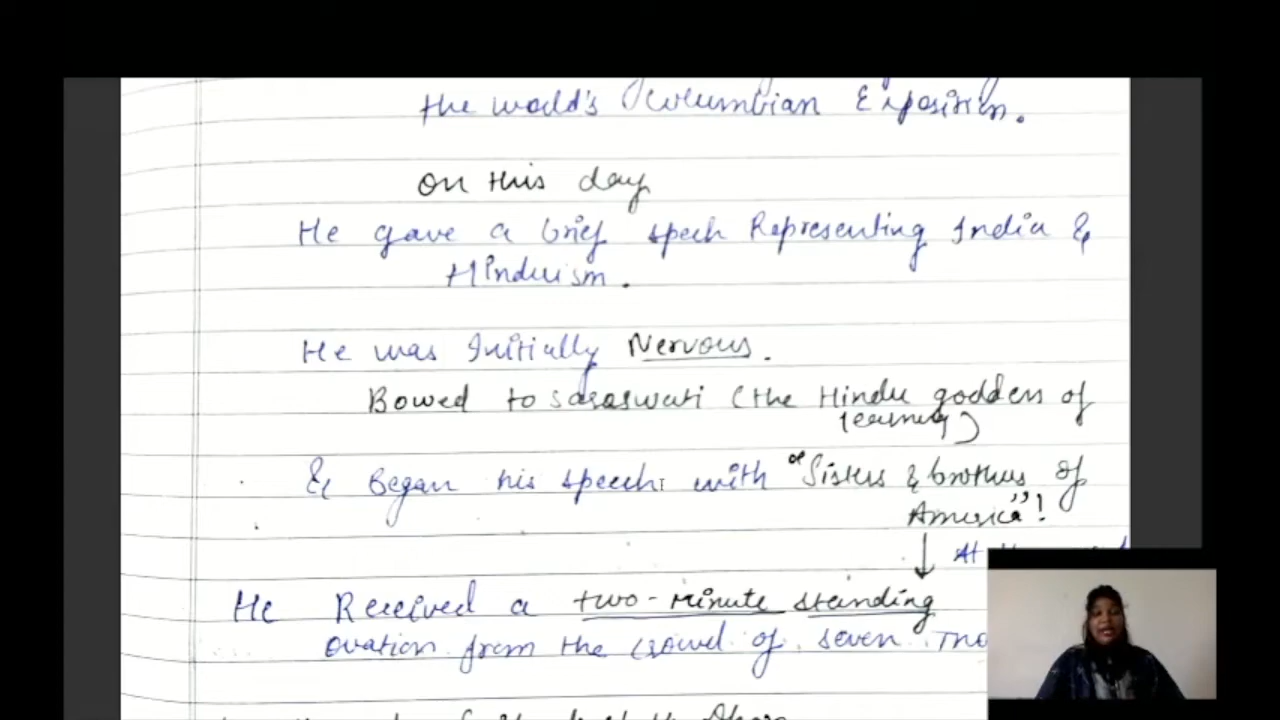 the world's Columbian Exposition.
on this day
He gave a brief spech Representing India &
Hinduism.
He was Initially Nervous.
Bowed to Saraswati (the Hindu goddess of
learning)
& Began his speech with "Sisters & brothers of
America"!
At
He Received a two-minute standing
ovation from the crowd of seven